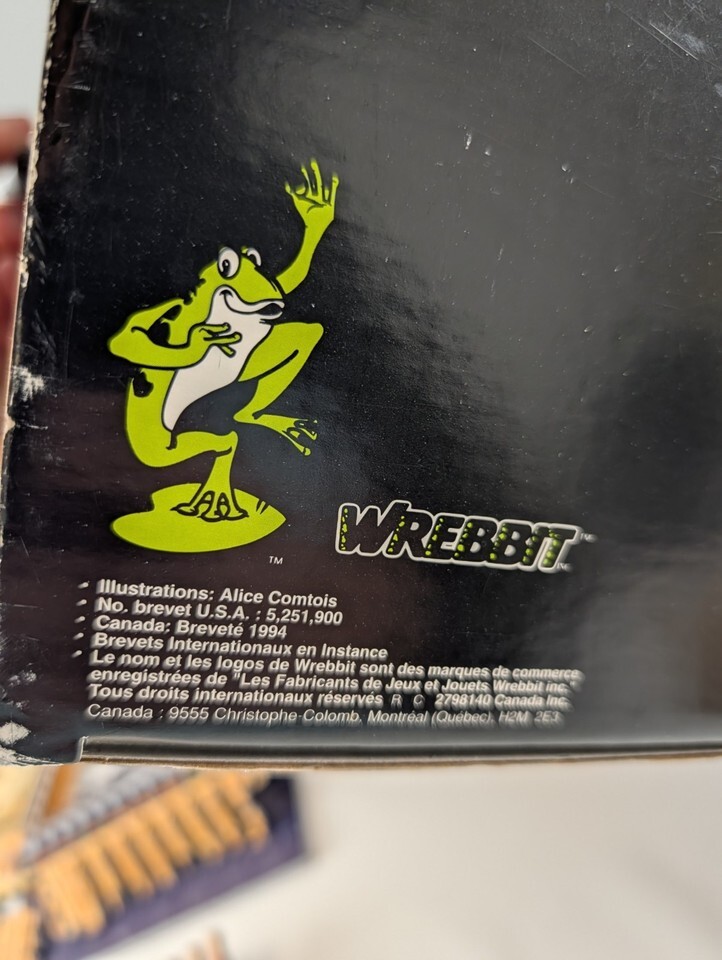 TM
WREBBIT TM
Illustrations: Alice Comtois
No. brevet U.S.A. : 5,251,900
Canada: Breveté 1994
Brevets Internationaux en Instance
Le nom et les logos de Wrebbit sont des marques de commerce
enregistrées de "Les Fabricants de Jeux et Jouets Wrebbit inc."
Tous droits internationaux réservés R C 2798140 Canada Inc.
Canada : 9555 Christophe-Colomb, Montréal (Québec), H2M 2E3